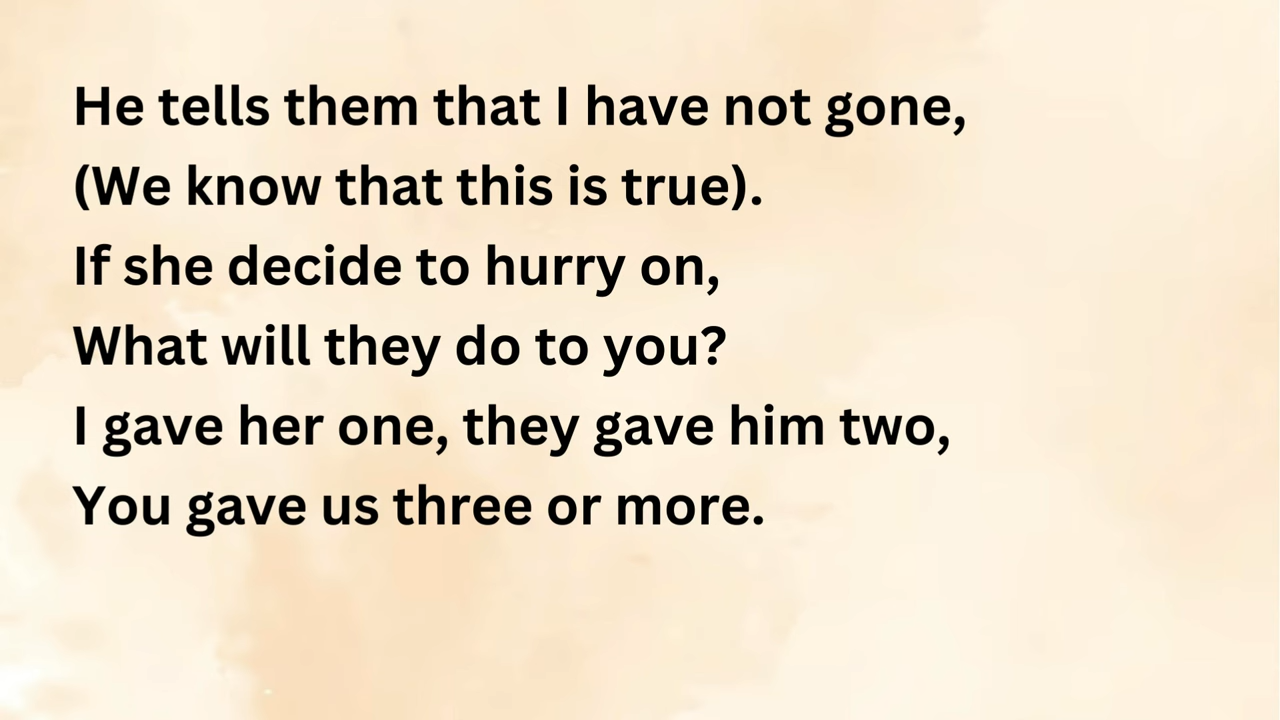 He tells them that I have not gone,
(We know that this is true).
If she decide to hurry on,
What will they do to you?
I gave her one, they gave him two,
You gave us three or more.